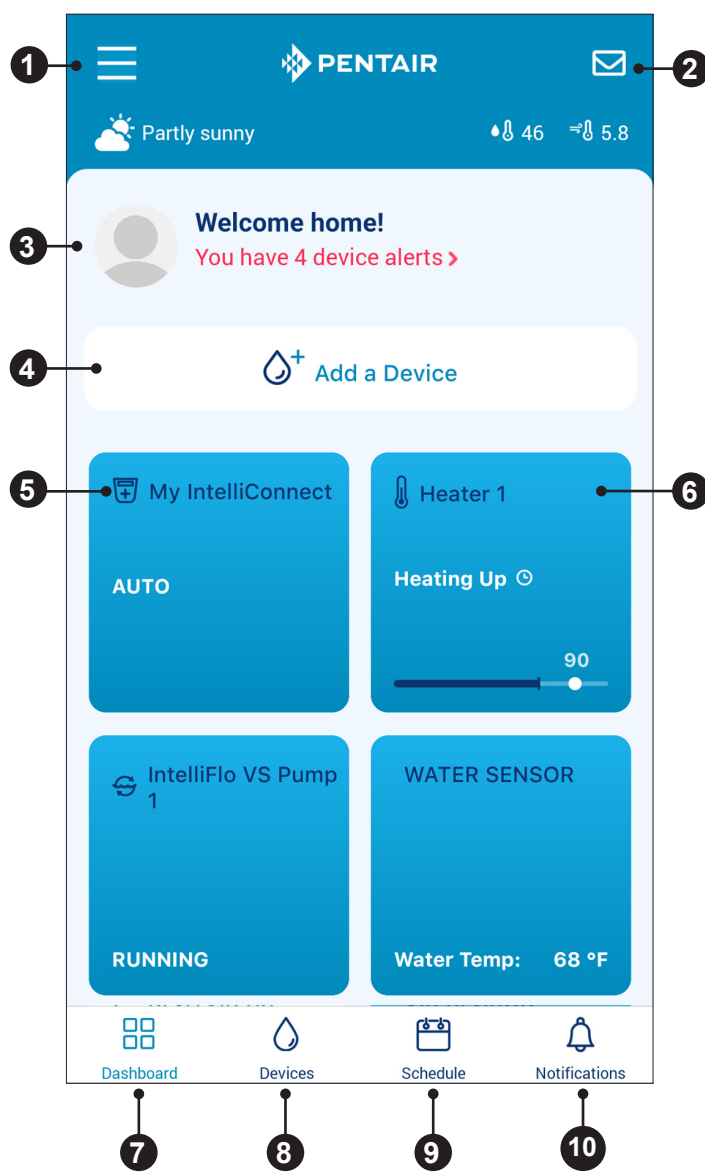 1
PENTAIR
2
Partly sunny
46
5.8
3
Welcome home!
You have 4 device alerts >
4
Add a Device
5
My IntelliConnect
AUTO
6
Heater 1
Heating Up
90
IntelliFlo VS Pump
1
RUNNING
WATER SENSOR
Water Temp: 68 °F
Dashboard
Devices
Schedule
Notifications
7
8
9
10